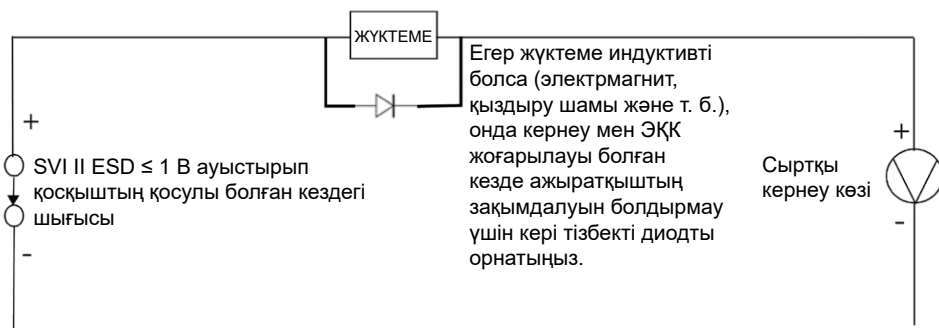 ЖҮКТЕМЕ
Егер жүктеме индуктивті
болса (электрмагнит,
қыздыру шамы және т. б.),
онда кернеу мен ЭҚК
жоғарылауы болған
кезде ажыратқыштың
зақымдалуын болдырмау
үшін кері тізбекті диодты
орнатыңыз.
+
SVI II ESD ≤ 1 В ауыстырып
қосқыштың қосулы болған кездегі
шығысы
-
+
Сыртқы
кернеу көзі
-